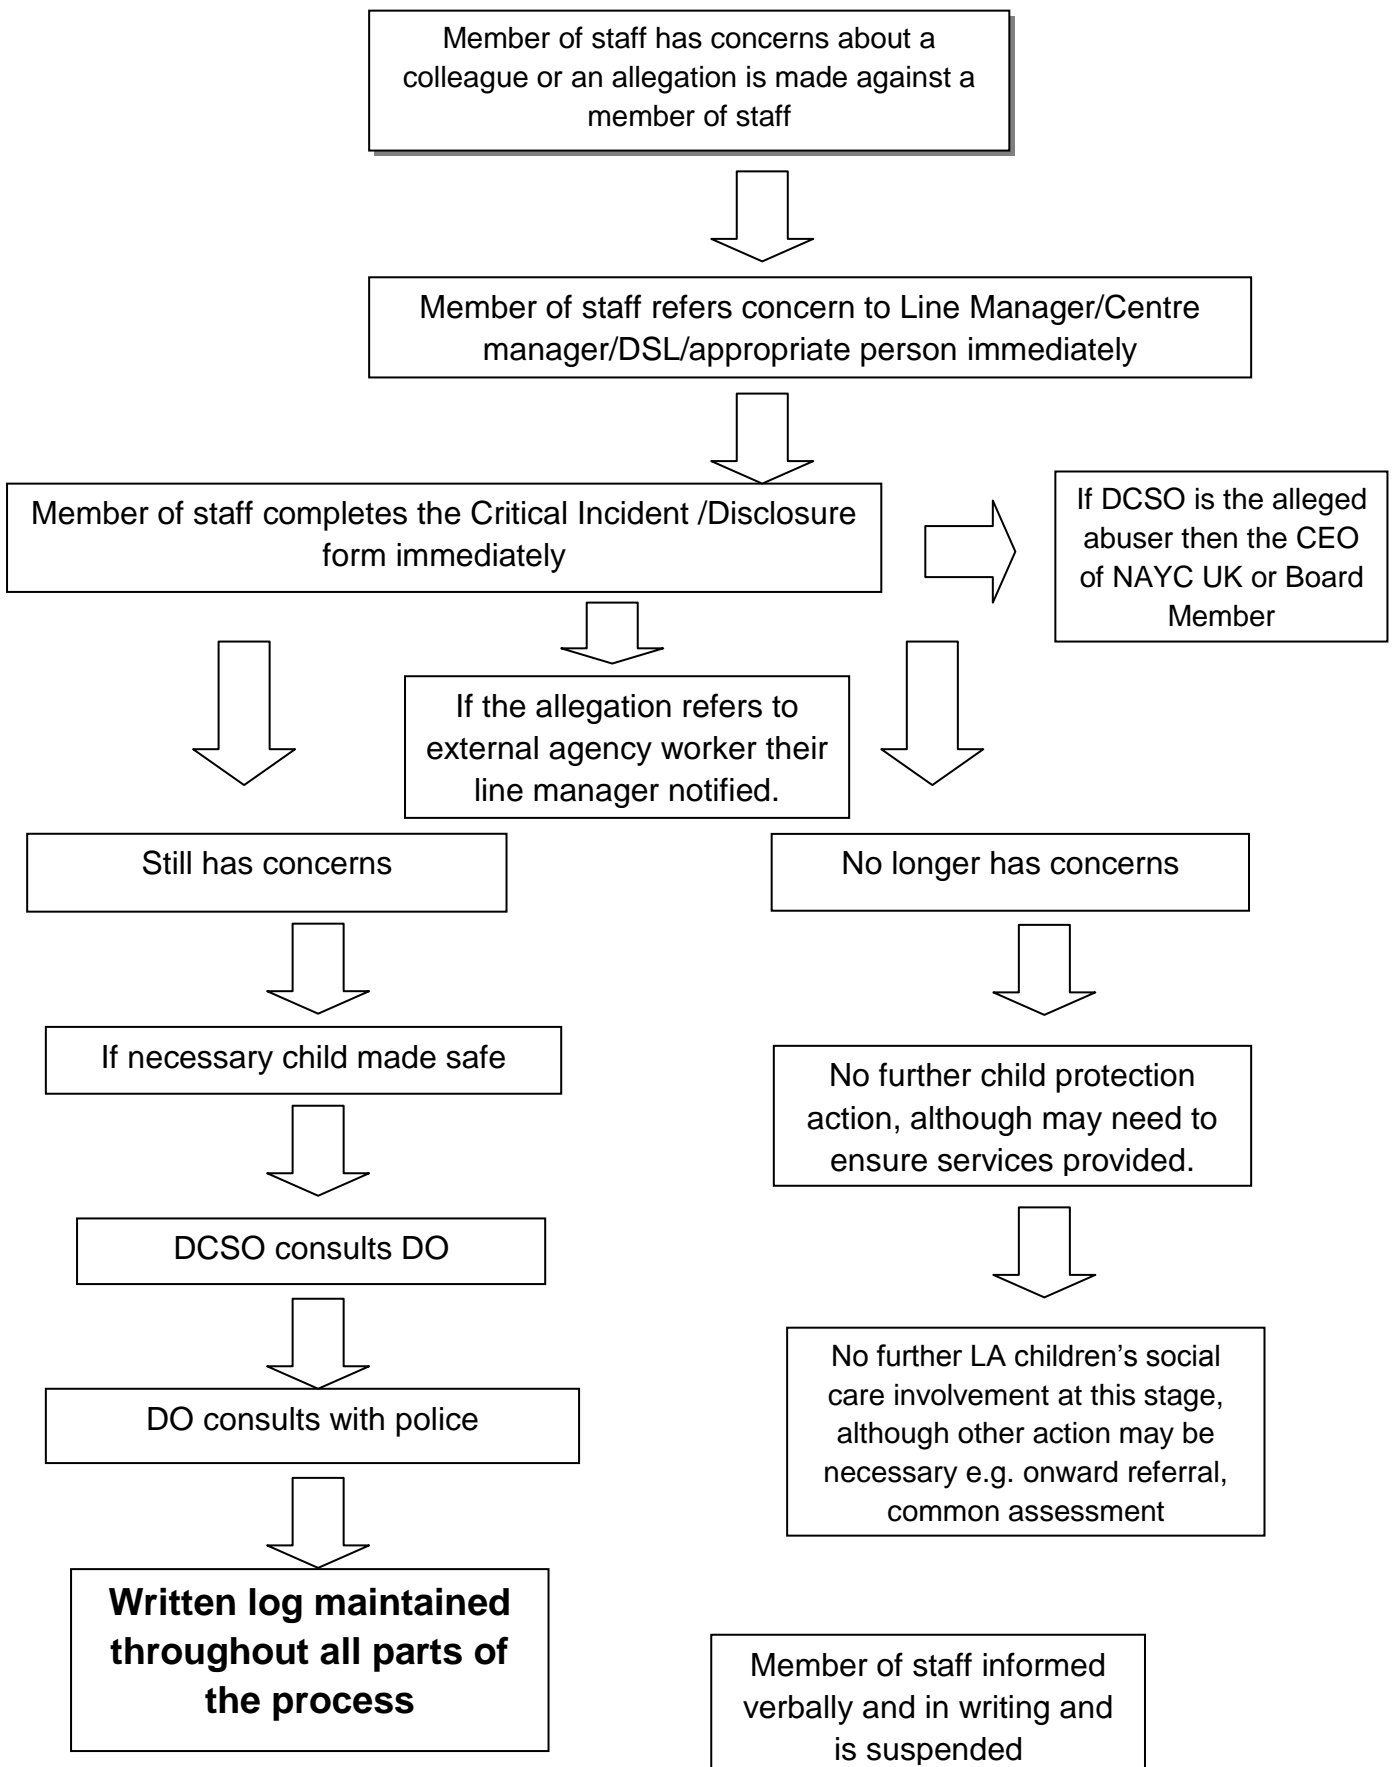 Member of staff has concerns about a
colleague or an allegation is made against a
member of staff
Member of staff refers concern to Line Manager/Centre
manager/DSL/appropriate person immediately
Member of staff completes the Critical Incident /Disclosure
form immediately
If DCSO is the alleged
abuser then the CEO
of NAYC UK or Board
Member
If the allegation refers to
external agency worker their
line manager notified.
Still has concerns
No longer has concerns
If necessary child made safe
No further child protection
action, although may need to
ensure services provided.
DCSO consults DO
DO consults with police
No further LA children’s social
care involvement at this stage,
although other action may be
necessary e.g. onward referral,
common assessment
Written log maintained
throughout all parts of
the process
Member of staff informed
verbally and in writing and
is suspended